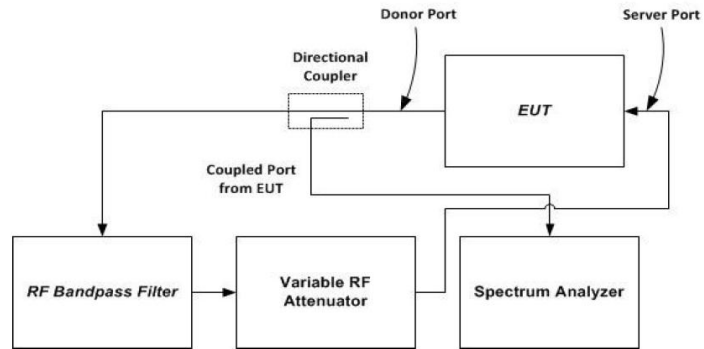 Donor Port
Server Port
Directional
Coupler
EUT
Coupled Port
from EUT
RF Bandpass Filter
Variable RF
Attenuator
Spectrum Analyzer